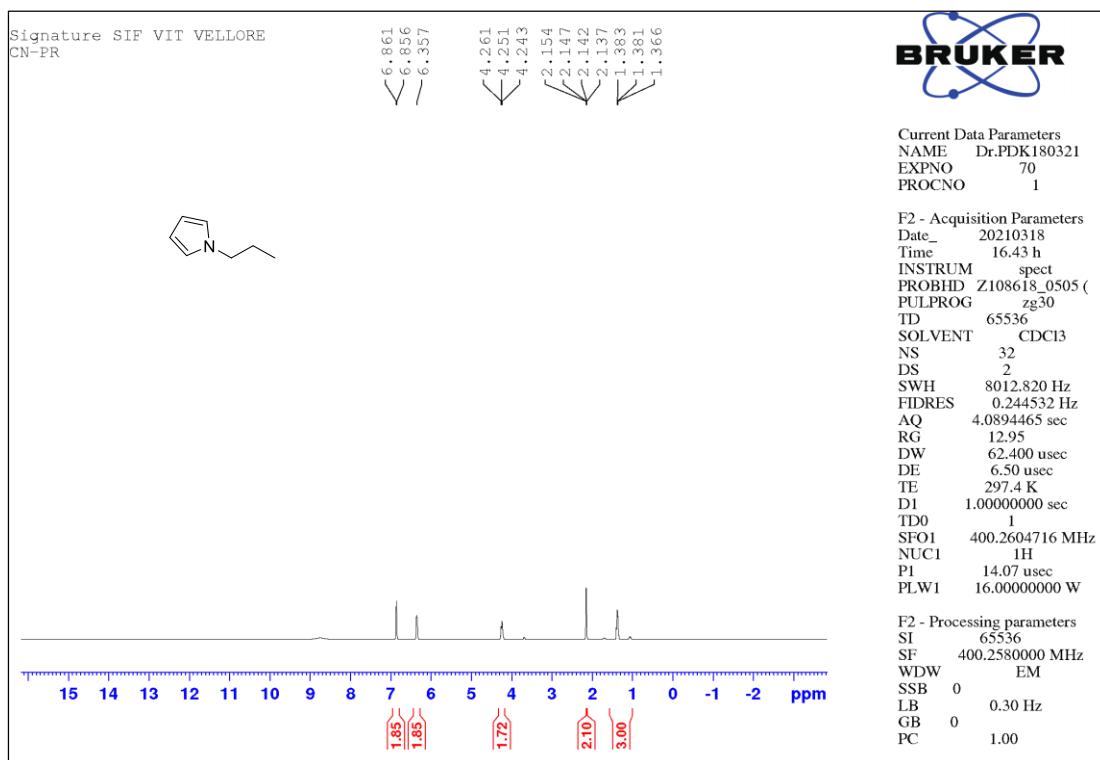 Signature SIF VIT VELLORE
CN-PR
6.861
6.856
6.357
4.261
4.251
4.243
2.154
2.147
2.142
2.137
1.383
1.381
1.366
N
15 14 13 12 11 10 9 8 7 6 5 4 3 2 1 0 -1 -2 ppm
1.85
1.85
1.72
2.10
3.00
BRUKER
Current Data Parameters
NAME Dr.PDK180321
EXPNO 70
PROCNO 1
F2 - Acquisition Parameters
Date_ 20210318
Time 16.43 h
INSTRUM spect
PROBHD Z108618_0505 (
PULPROG zg30
TD 65536
SOLVENT CDCl3
NS 32
DS 2
SWH 8012.820 Hz
FIDRES 0.244532 Hz
AQ 4.0894465 sec
RG 12.95
DW 62.400 usec
DE 6.50 usec
TE 297.4 K
D1 1.00000000 sec
TD0 1
SFO1 400.2604716 MHz
NUC1 1H
P1 14.07 usec
PLW1 16.00000000 W
F2 - Processing parameters
SI 65536
SF 400.2580000 MHz
WDW EM
SSB 0
LB 0.30 Hz
GB 0
PC 1.00